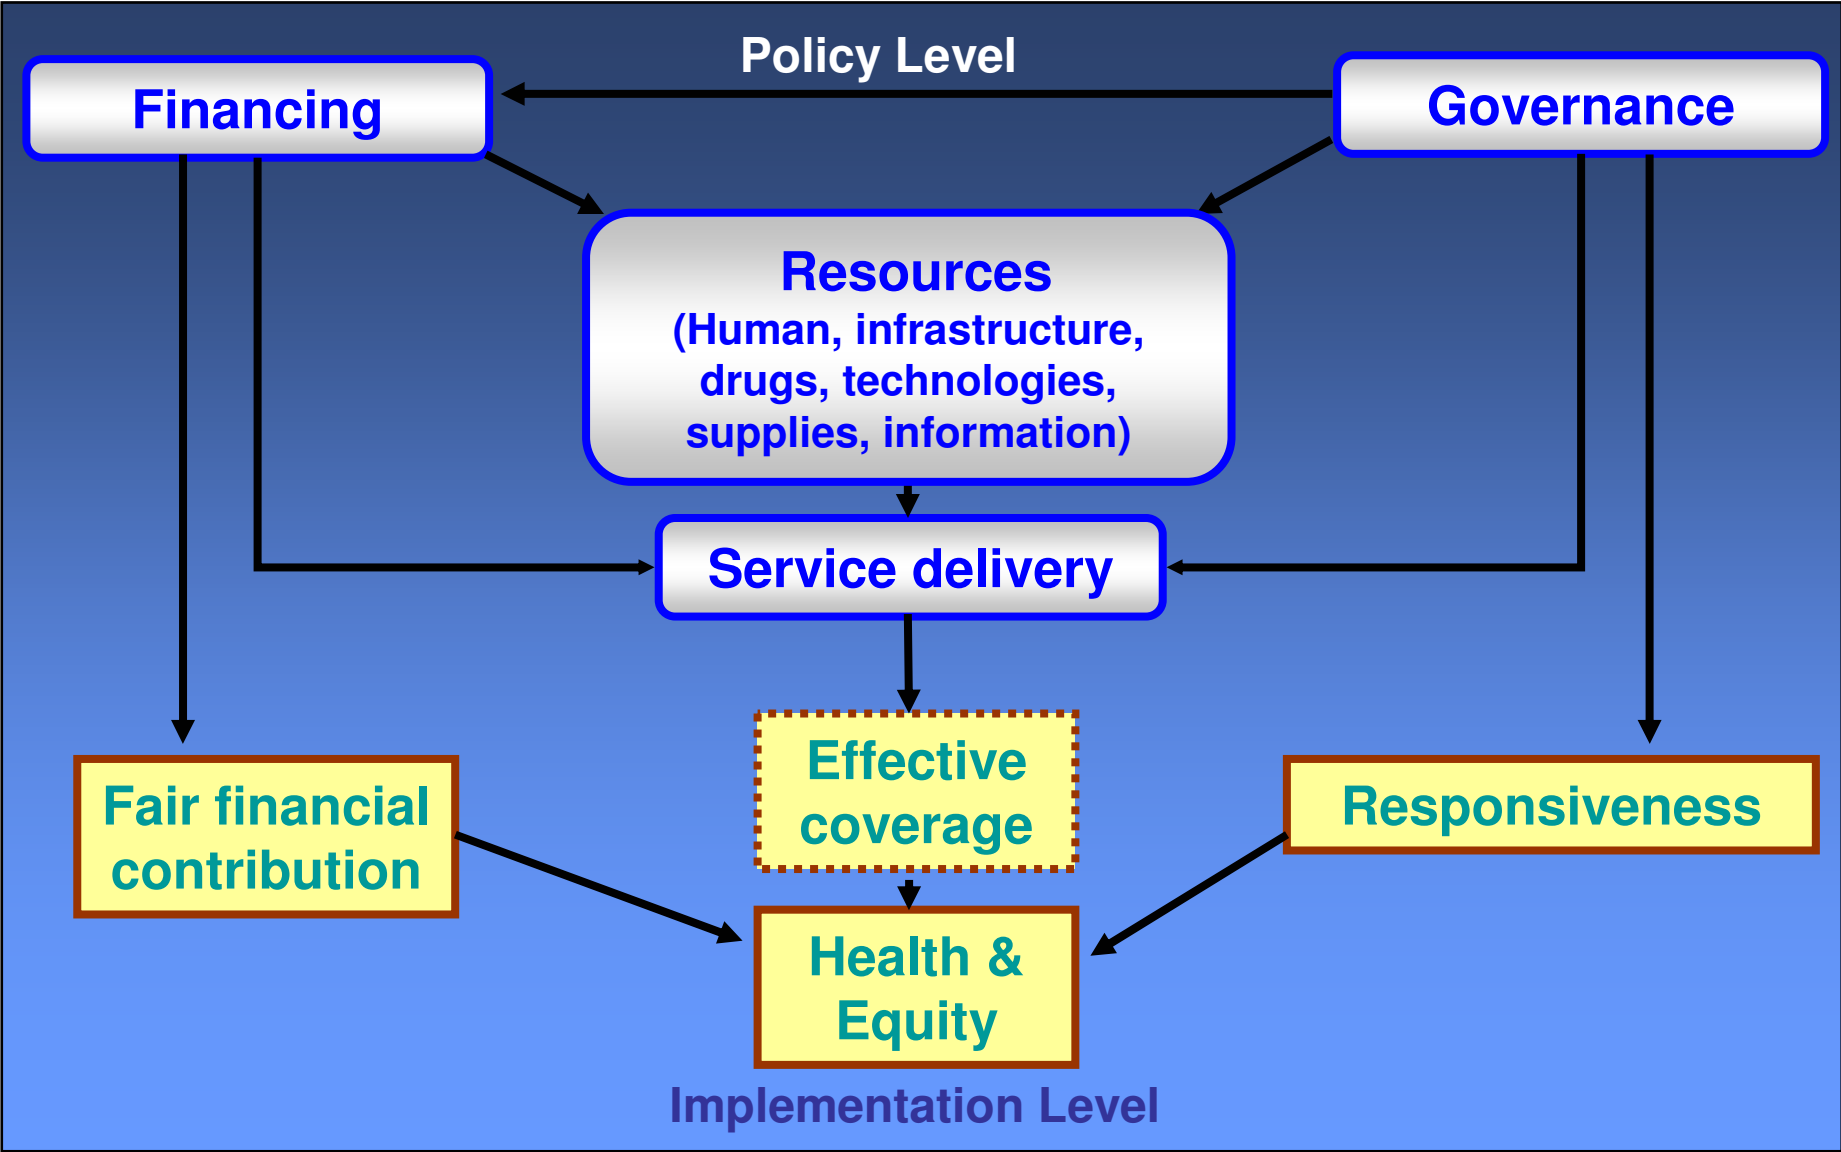 Policy Level
Financing
Governance
Resources
(Human, infrastructure,
drugs, technologies,
supplies, information)
Service delivery
Effective
coverage
Fair financial
contribution
Responsiveness
Health &
Equity
Implementation Level